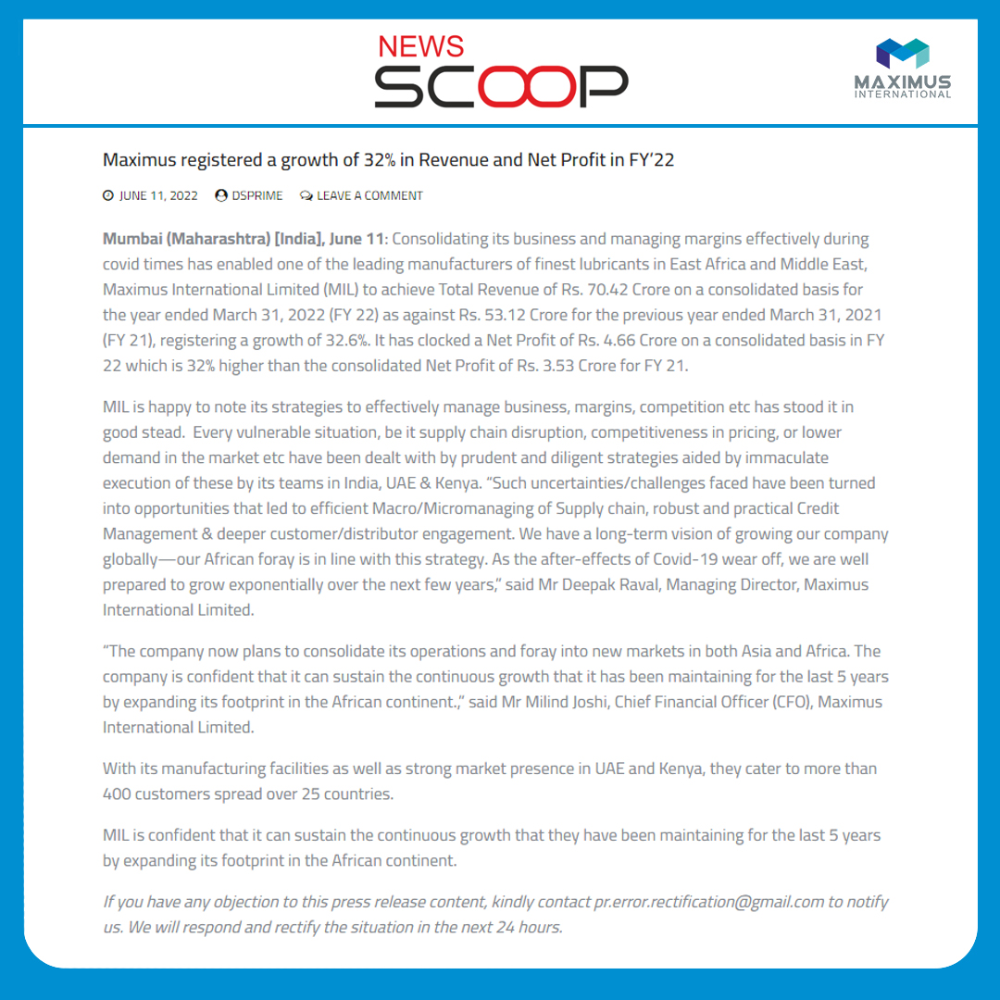 NEWS
SCOOP
MAXIMUS
INTERNATIONAL
Maximus registered a growth of 32% in Revenue and Net Profit in FY’22
JUNE 11, 2022 DSPRIME LEAVE A COMMENT
Mumbai (Maharashtra) [India], June 11: Consolidating its business and managing margins effectively during
covid times has enabled one of the leading manufacturers of finest lubricants in East Africa and Middle East,
Maximus International Limited (MIL) to achieve Total Revenue of Rs. 70.42 Crore on a consolidated basis for
the year ended March 31, 2022 (FY 22) as against Rs. 53.12 Crore for the previous year ended March 31, 2021
(FY 21), registering a growth of 32.6%. It has clocked a Net Profit of Rs. 4.66 Crore on a consolidated basis in FY
22 which is 32% higher than the consolidated Net Profit of Rs. 3.53 Crore for FY 21.
MIL is happy to note its strategies to effectively manage business, margins, competition etc has stood it in
good stead.  Every vulnerable situation, be it supply chain disruption, competitiveness in pricing, or lower
demand in the market etc have been dealt with by prudent and diligent strategies aided by immaculate
execution of these by its teams in India, UAE & Kenya. “Such uncertainties/challenges faced have been turned
into opportunities that led to efficient Macro/Micromanaging of Supply chain, robust and practical Credit
Management & deeper customer/distributor engagement. We have a long-term vision of growing our company
globally—our African foray is in line with this strategy. As the after-effects of Covid-19 wear off, we are well
prepared to grow exponentially over the next few years,” said Mr Deepak Raval, Managing Director, Maximus
International Limited.
“The company now plans to consolidate its operations and foray into new markets in both Asia and Africa. The
company is confident that it can sustain the continuous growth that it has been maintaining for the last 5 years
by expanding its footprint in the African continent.,” said Mr Milind Joshi, Chief Financial Officer (CFO), Maximus
International Limited.
With its manufacturing facilities as well as strong market presence in UAE and Kenya, they cater to more than
400 customers spread over 25 countries.
MIL is confident that it can sustain the continuous growth that they have been maintaining for the last 5 years
by expanding its footprint in the African continent.
If you have any objection to this press release content, kindly contact pr.error.rectification@gmail.com to notify
us. We will respond and rectify the situation in the next 24 hours.